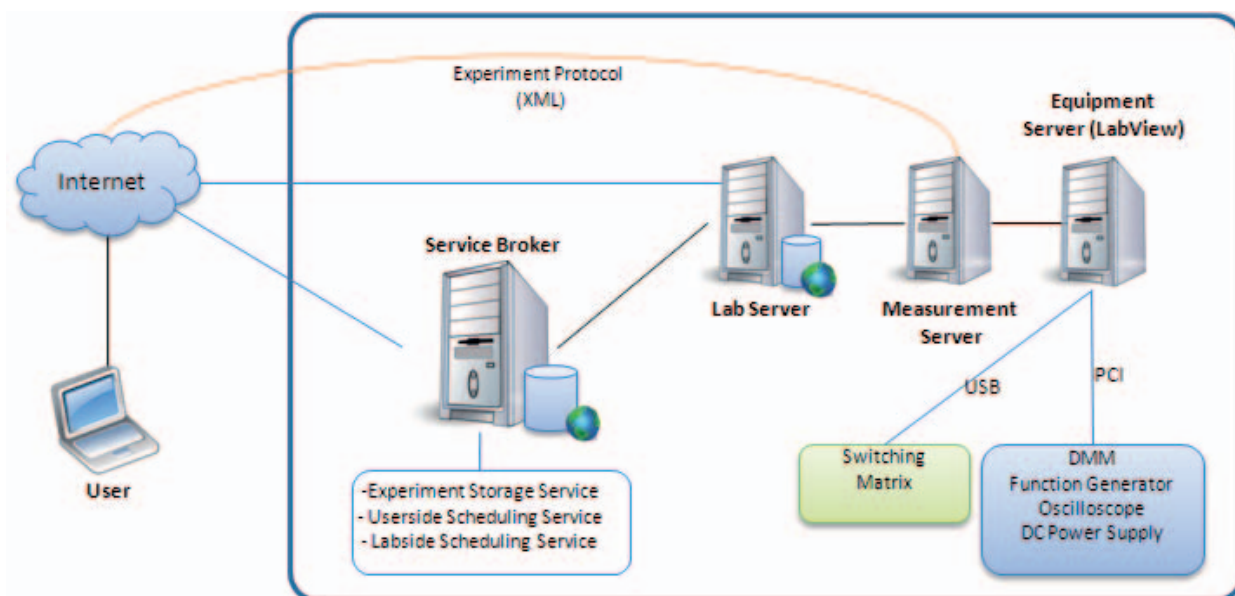 Experiment Protocol
(XML)
Equipment
Server (LabView)
Internet
Service Broker
Lab Server
Measurement
Server
USB
PCI
User
-Experiment Storage Service
- Userside Scheduling Service
- Labside Scheduling Service
Switching
Matrix
DMM
Function Generator
Oscilloscope
DC Power Supply